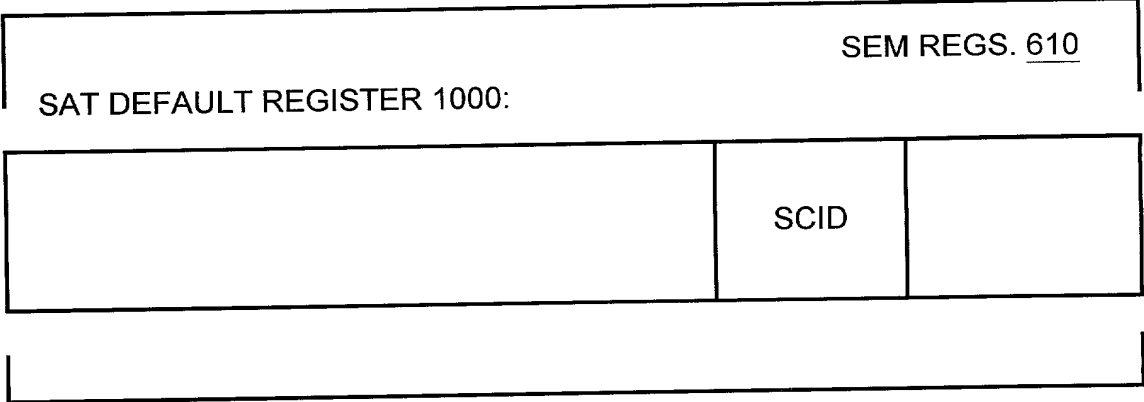 SEM REGS. 610
SAT DEFAULT REGISTER 1000:
SCID